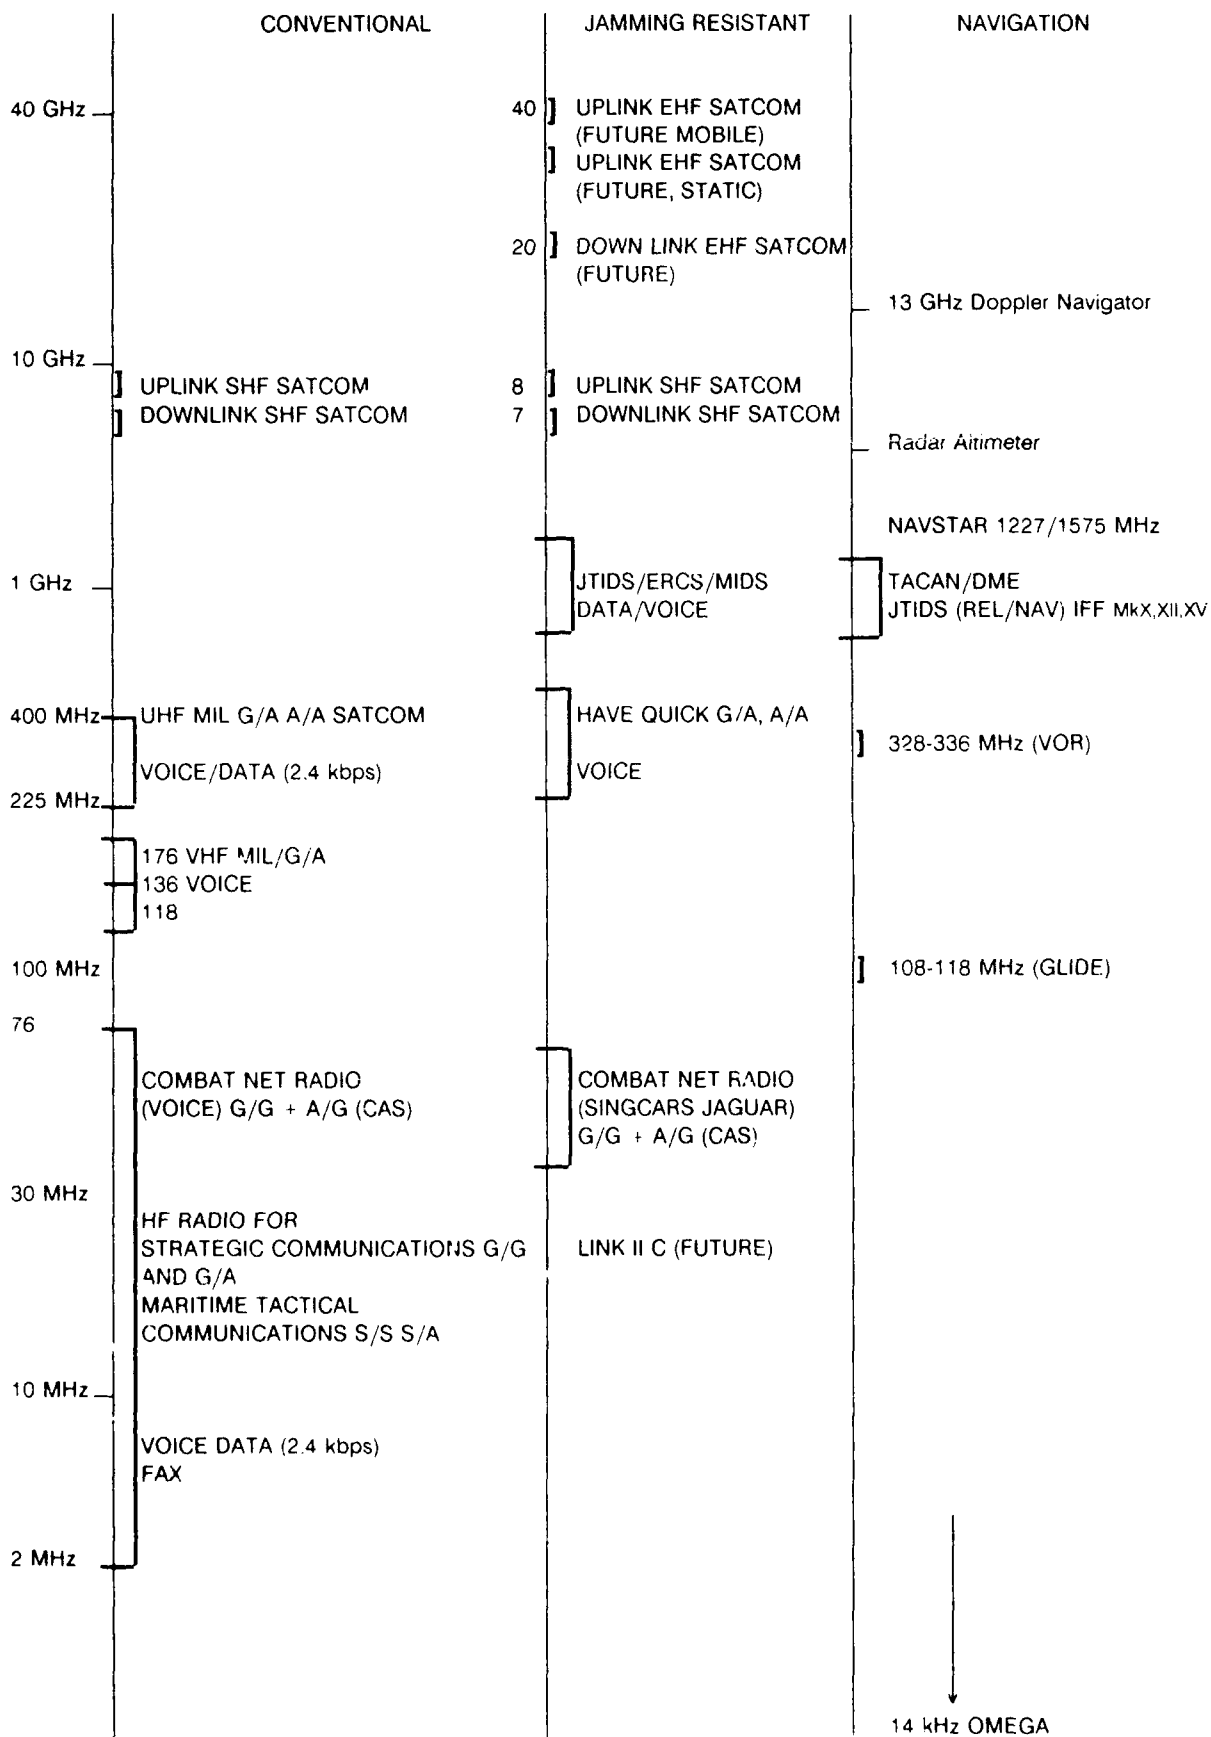 CONVENTIONAL
JAMMING RESISTANT
NAVIGATION
40 GHz
40
UPLINK EHF SATCOM
(FUTURE MOBILE)
UPLINK EHF SATCOM
(FUTURE, STATIC)
20
DOWN LINK EHF SATCOM
(FUTURE)
13 GHz Doppler Navigator
10 GHz
UPLINK SHF SATCOM
8
UPLINK SHF SATCOM
DOWNLINK SHF SATCOM
7
DOWNLINK SHF SATCOM
Radar Altimeter
NAVSTAR 1227/1575 MHz
1 GHz
JTIDS/ERCS/MIDS
DATA/VOICE
TACAN/DME
JTIDS (REL/NAV) IFF MkX,XII,XV
400 MHz
UHF MIL G/A A/A SATCOM
HAVE QUICK G/A, A/A
328-336 MHz (VOR)
VOICE/DATA (2.4 kbps)
VOICE
225 MHz
176 VHF MIL/G/A
136 VOICE
118
100 MHz
108-118 MHz (GLIDE)
76
COMBAT NET RADIO
(VOICE) G/G + A/G (CAS)
COMBAT NET RADIO
(SINGCARS JAGUAR)
G/G + A/G (CAS)
30 MHz
HF RADIO FOR
STRATEGIC COMMUNICATIONS G/G
AND G/A
MARITIME TACTICAL
COMMUNICATIONS S/S S/A
LINK II C (FUTURE)
10 MHz
VOICE DATA (2.4 kbps)
FAX
2 MHz
14 kHz OMEGA